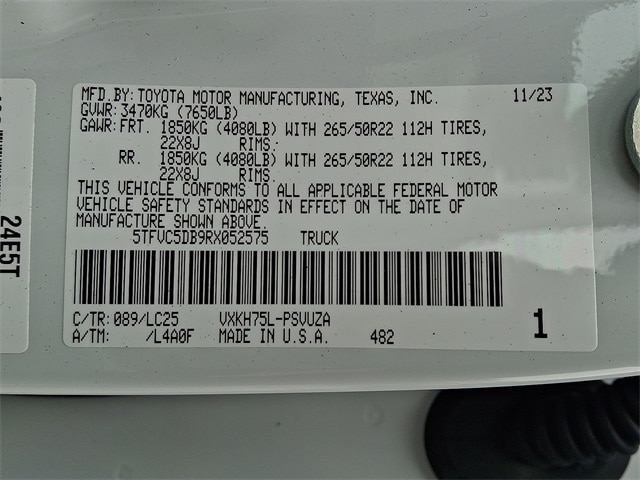 MFD.BY: TOYOTA MOTOR MANUFACTURING, TEXAS, INC. 11/23
GVWR: 3470KG (7650LB)
GAWR: FRT. 1850KG (4080LB) WITH 265/50R22 112H TIRES,
22X8J RIMS.
RR. 1850KG (4080LB) WITH 265/50R22 112H TIRES,
22X8J RIMS.
THIS VEHICLE CONFORMS TO ALL APPLICABLE FEDERAL MOTOR
VEHICLE SAFETY STANDARDS IN EFFECT ON THE DATE OF
MANUFACTURE SHOWN ABOVE.
5TFVC5DB9RX052575 TRUCK
C/TR: 089/LC25 VXKH75L-PSVUZA
A/TM: /L4A0F MADE IN U.S.A. 482
1
24E5T